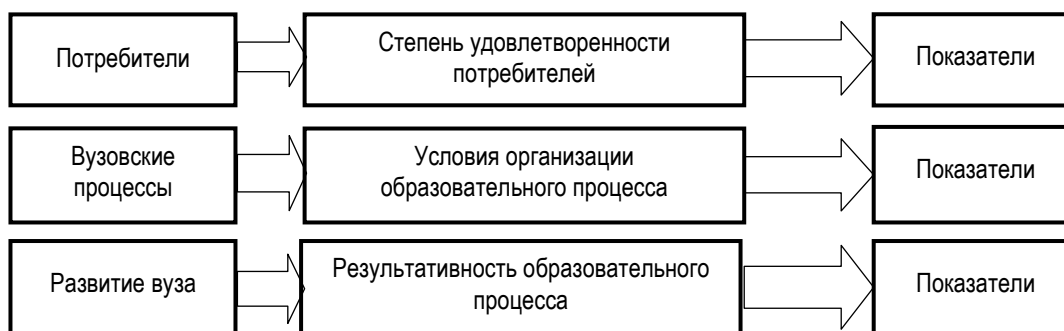 Потребители
Степень удовлетворенности
потребителей
Показатели
Вузовские
процессы
Условия организации
образовательного процесса
Показатели
Развитие вуза
Результативность образовательного
процесса
Показатели